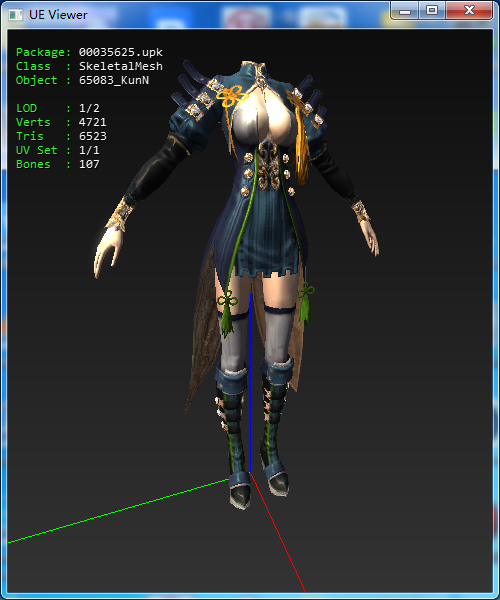 UE Viewer
Package: 00035625.upk
Class  : SkeletalMesh
Object : 65083_KunN
LOD    : 1/2
Verts  : 4721
Tris   : 6523
UV Set : 1/1
Bones  : 107